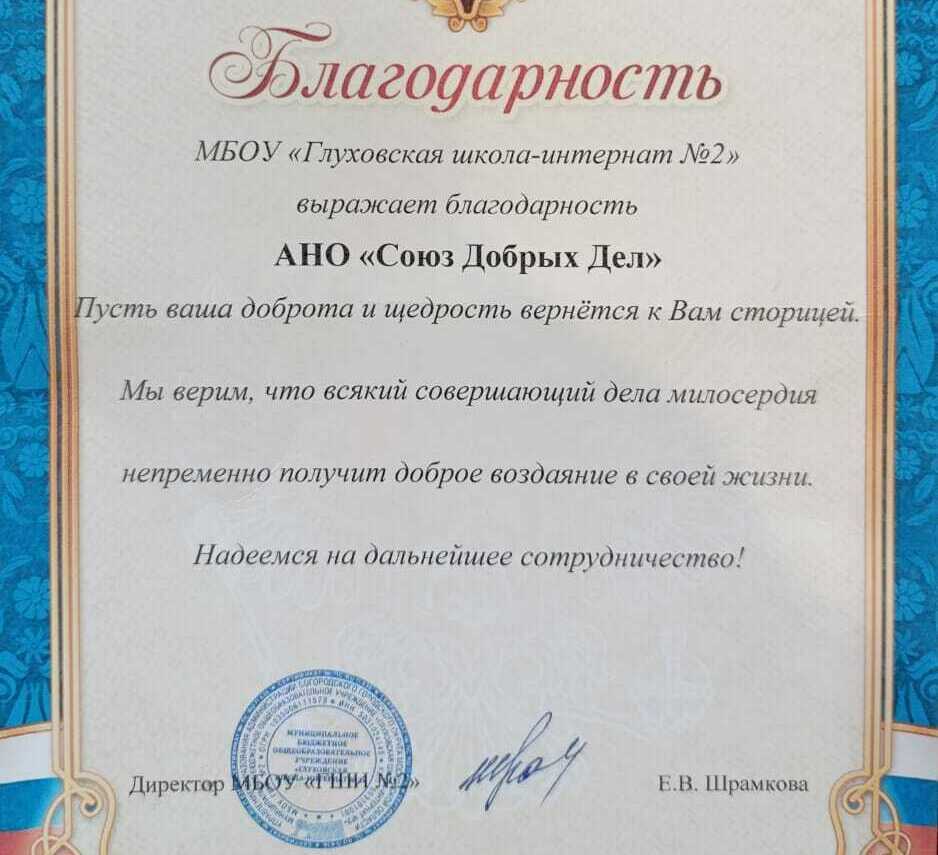 Благодарность
МБОУ «Глуховская школа-интернат №2»
выражает благодарность
АНО «Союз Добрых Дел»
Пусть ваша доброта и щедрость вернётся к Вам сторицей.
Мы верим, что всякий совершающий дела милосердия
непременно получит доброе воздаяние в своей жизни.
Надеемся на дальнейшее сотрудничество!
МУНИЦИПАЛЬНОЕ
БЮДЖЕТНОЕ
ОБЩЕОБРАЗОВАТЕЛЬНОЕ
УЧРЕЖДЕНИЕ
«ГЛУХОВСКАЯ
Директор МБОУ «ГШИ №2»
Е.В. Шрамкова